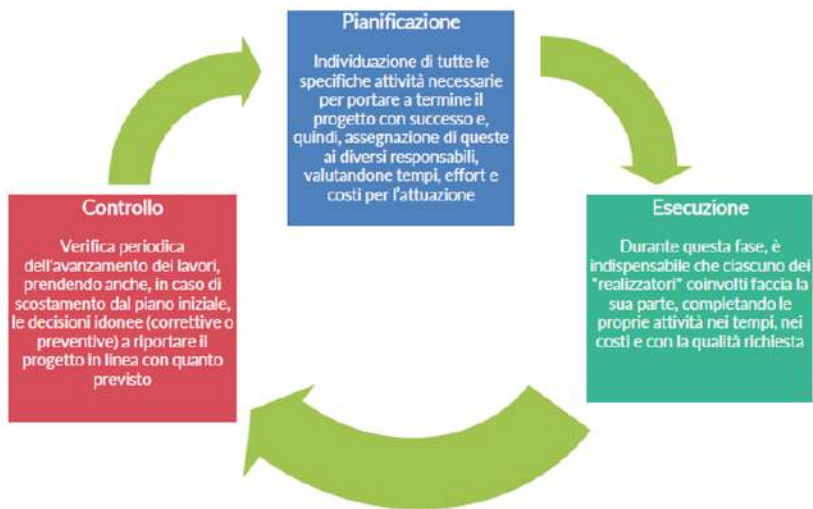 Pianificazione
Individuazione di tutte le
specifiche attività necessarie
per portare a termine il
progetto con successo e,
quindi, assegnazione di queste
ai diversi responsabili,
valutandone tempi, effort e
costi per l'attuazione
Controllo
Verifica periodica
dell'avanzamento dei lavori,
prendendo anche, in caso di
scostamento dal piano iniziale,
le decisioni idonee (correttive o
preventive) a riportare il
progetto in linea con quanto
previsto
Esecuzione
Durante questa fase, è
indispensabile che ciascuno dei
"realizzatori" coinvolti faccia la
sua parte, completando le
proprie attività nei tempi, nei
costi e con la qualità richiesta